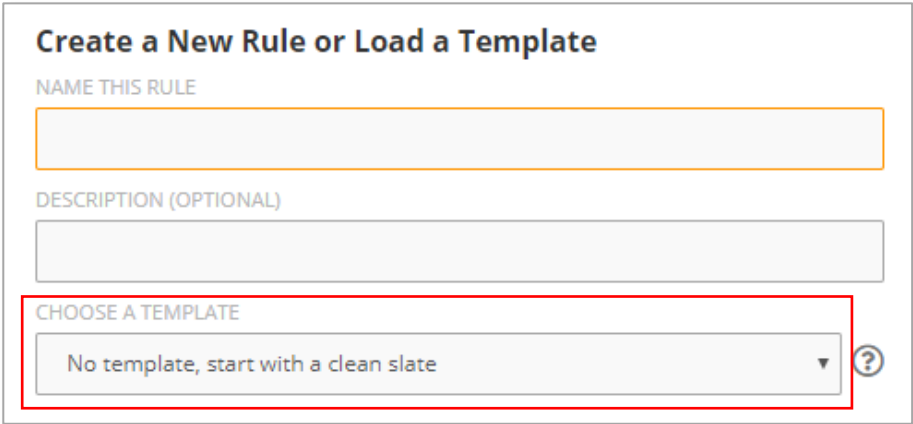 Create a New Rule or Load a Template
NAME THIS RULE
DESCRIPTION (OPTIONAL)
CHOOSE A TEMPLATE
No template, start with a clean slate ▼ ?